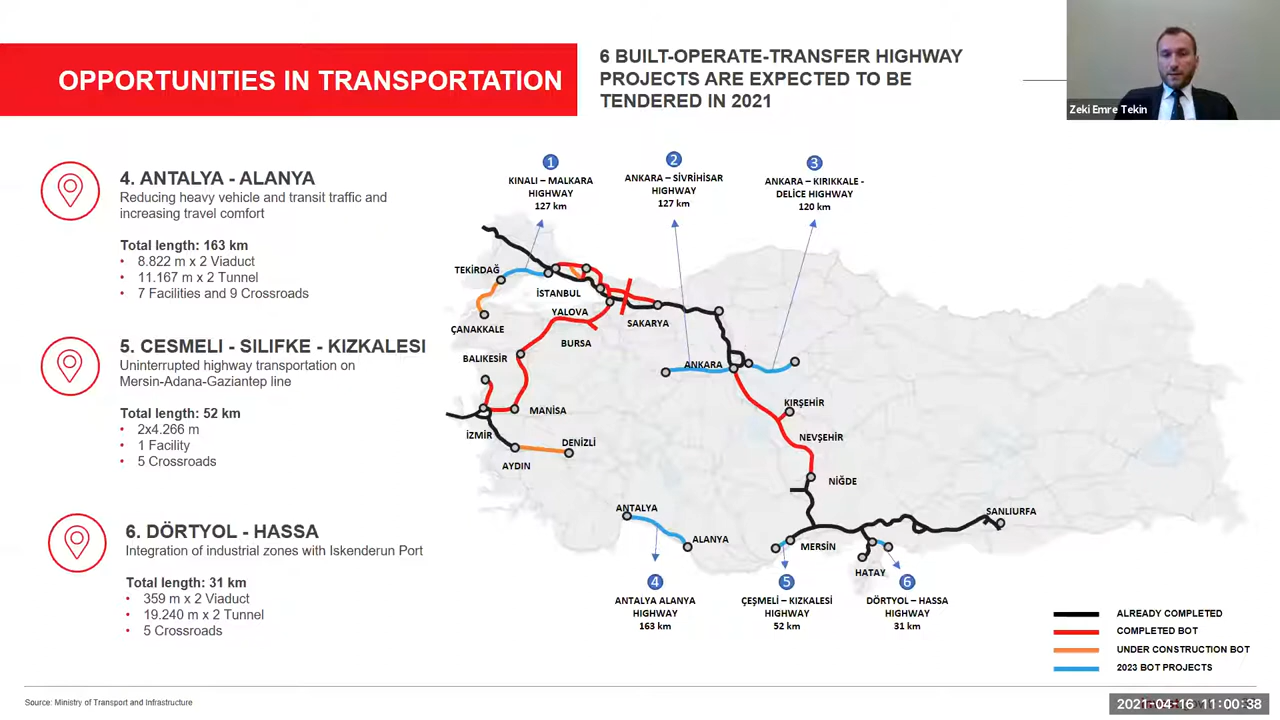 OPPORTUNITIES IN TRANSPORTATION
6 BUILT-OPERATE-TRANSFER HIGHWAY
PROJECTS ARE EXPECTED TO BE
TENDERED IN 2021
Zeki Emre Tekin
4. ANTALYA - ALANYA
Reducing heavy vehicle and transit traffic and
increasing travel comfort
Total length: 163 km
• 8.822 m x 2 Viaduct
• 11.167 m x 2 Tunnel
• 7 Facilities and 9 Crossroads
5. CESMELI - SILIFKE - KIZKALESI
Uninterrupted highway transportation on
Mersin-Adana-Gaziantep line
Total length: 52 km
• 2x4.266 m
• 1 Facility
• 5 Crossroads
6. DÖRTYOL - HASSA
Integration of industrial zones with Iskenderun Port
Total length: 31 km
• 359 m x 2 Viaduct
• 19.240 m x 2 Tunnel
• 5 Crossroads
1
KINALI – MALKARA
HIGHWAY
127 km
2
ANKARA – SİVRİHİSAR
HIGHWAY
127 km
3
ANKARA – KIRIKKALE -
DELİCE HIGHWAY
120 km
TEKİRDAĞ
İSTANBUL
YALOVA
SAKARYA
ÇANAKKALE
BURSA
BALIKESİR
ANKARA
MANİSA
KIRŞEHİR
İZMİR
DENİZLİ
NEVŞEHİR
AYDIN
NİĞDE
ANTALYA
SANLIURFA
ALANYA
MERSİN
HATAY
4
ANTALYA ALANYA
HIGHWAY
163 km
5
ÇEŞMELİ – KIZKALESİ
HIGHWAY
52 km
6
DÖRTYOL – HASSA
HIGHWAY
31 km
ALREADY COMPLETED
COMPLETED BOT
UNDER CONSTRUCTION BOT
2023 BOT PROJECTS
Source: Ministry of Transport and Infrastructure
2021-04-16 11:00:38